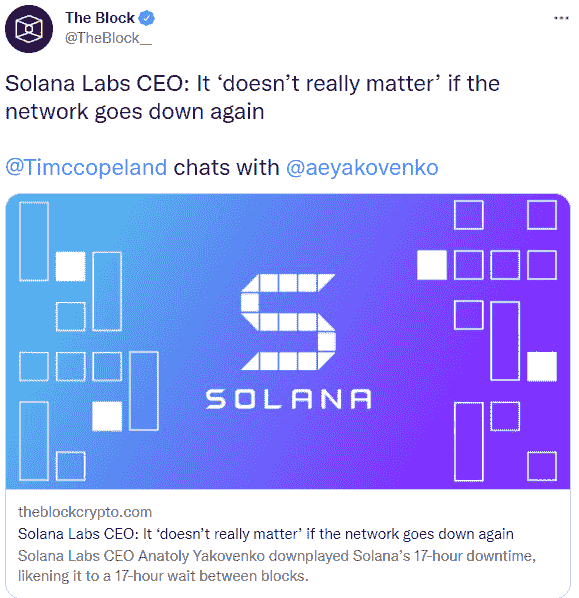 The Block
@TheBlock__
Solana Labs CEO: It ‘doesn’t really matter’ if the
network goes down again
@Timccopeland chats with @aeyakovenko
SOLANA
theblockcrypto.com
Solana Labs CEO: It ‘doesn’t really matter’ if the network goes down again
Solana Labs CEO Anatoly Yakovenko downplayed Solana’s 17-hour downtime,
likening it to a 17-hour wait between blocks.